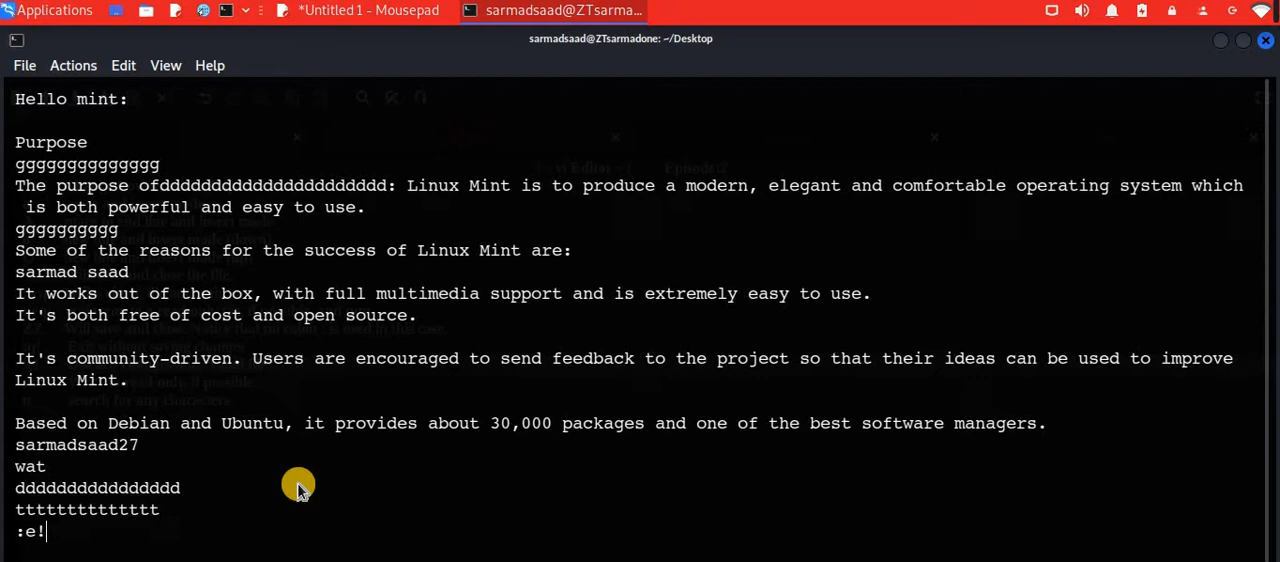 Applications
*Untitled 1 - Mousepad
sarmadsaad@ZTsarma...
sarmadsaad@ZTsarmadone: ~/Desktop
File Actions Edit View Help
Hello mint:
Purpose
gggggggggggggg
The purpose ofdddddddddddddddddddddd: Linux Mint is to produce a modern, elegant and comfortable operating system which
is both powerful and easy to use.
gggggggggg
Some of the reasons for the success of Linux Mint are:
sarmad saad
It works out of the box, with full multimedia support and is extremely easy to use.
It's both free of cost and open source.
It's community-driven. Users are encouraged to send feedback to the project so that their ideas can be used to improve
Linux Mint.
Based on Debian and Ubuntu, it provides about 30,000 packages and one of the best software managers.
sarmadsaad27
wat
dddddddddddddddd
tttttttttttttt
:e!